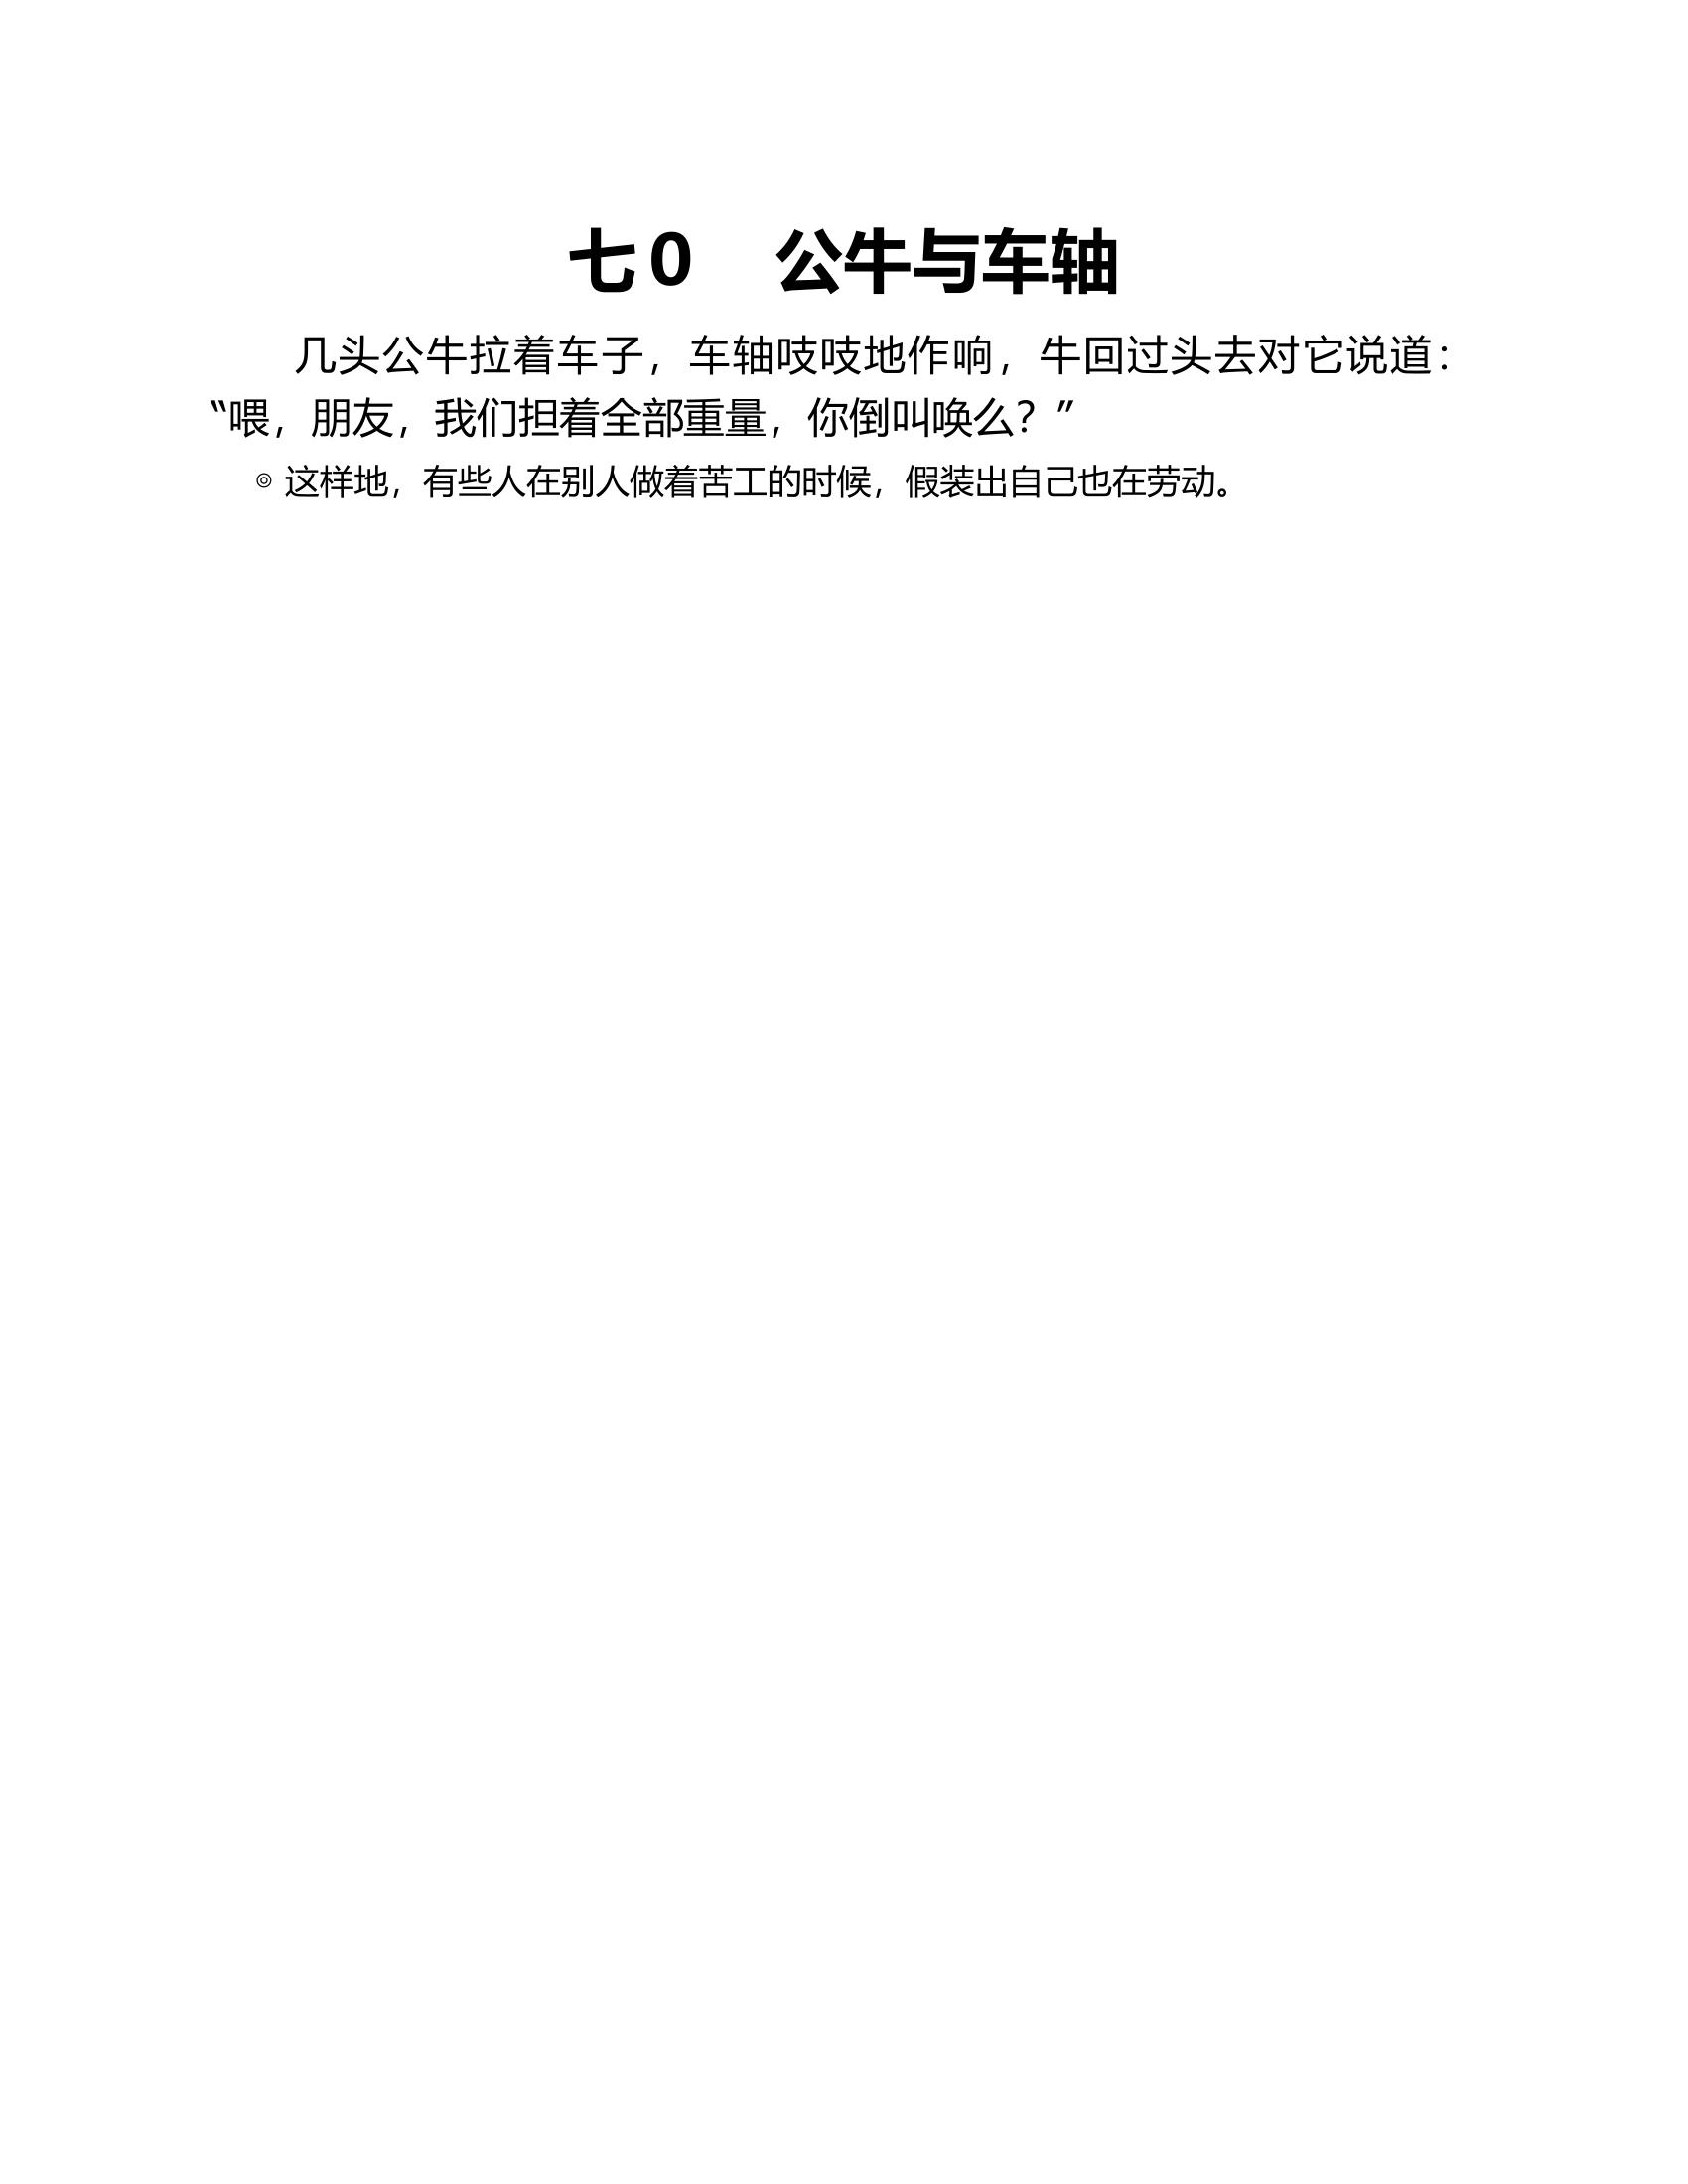 七0　公牛与车轴
几头公牛拉着车子，车轴吱吱地作响，牛回过头去对它说道：
“喂，朋友，我们担着全部重量，你倒叫唤么？”
◎ 这样地，有些人在别人做着苦工的时候，假装出自己也在劳动。